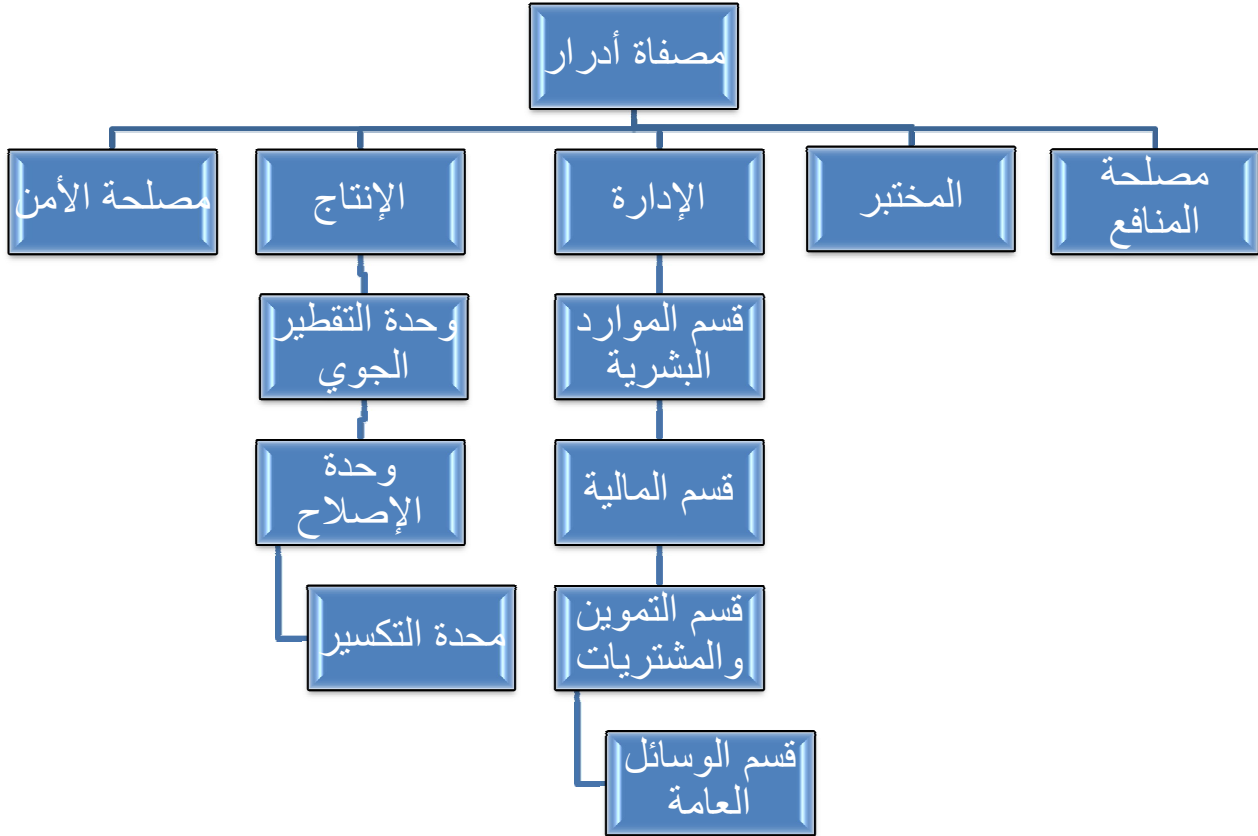 مصفاة أدرار
مصلحة
المنافع
المختبر
الإدارة
الإنتاج
مصلحة الأمن
قسم الموارد
البشرية
وحدة التقطير
الجوي
قسم المالية
وحدة
الإصلاح
قسم التموين
والمشتريات
محدة التكسير
قسم الوسائل
العامة